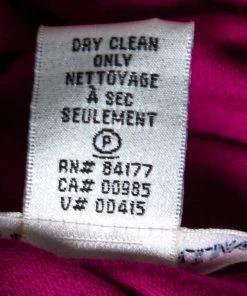 DRY CLEAN
ONLY
NETTOYAGE
À SEC
SEULEMENT
P
RN# 84177
CA# 00985
V# 00415